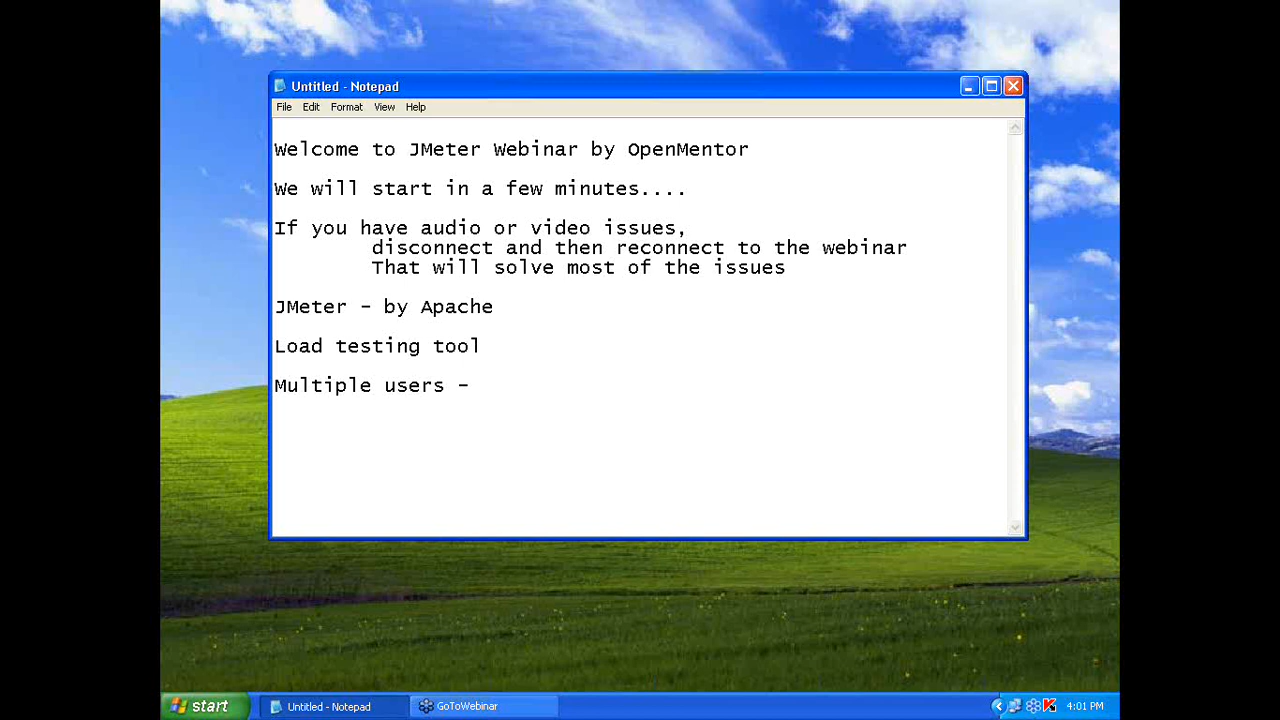 Untitled - Notepad
File Edit Format View Help
Welcome to JMeter Webinar by OpenMentor
We will start in a few minutes....
If you have audio or video issues,
disconnect and then reconnect to the webinar
That will solve most of the issues
JMeter - by Apache
Load testing tool
Multiple users -
start Untitled - Notepad GoToWebinar 4:01 PM